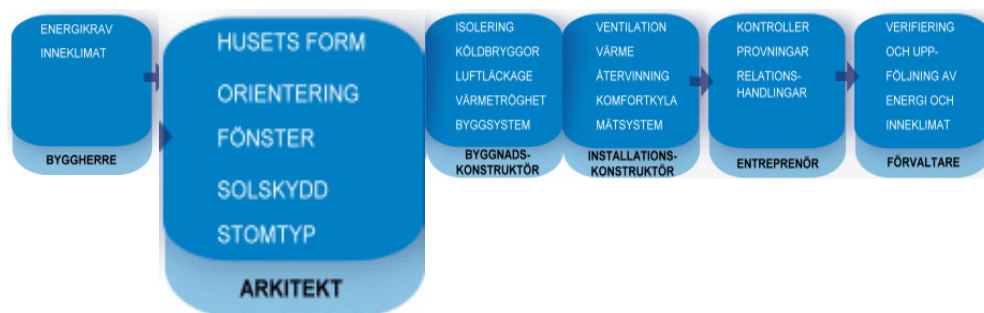 ENERGIKRAV
INNEKLIMAT
BYGGHERRE
HUSETS FORM
ORIENTERING
FÖNSTER
SOLSKYDD
STOMTYP
ARKITEKT
ISOLERING
KÖLDBRYGGOR
LUFTLÄCKAGE
VÄRMETRÖGHET
BYGGSYSTEM
BYGGNADS-
KONSTRUKTÖR
VENTILATION
VÄRME
ÅTERVINNING
KOMFORTKYLA
MÄTSYSTEM
INSTALLATIONS-
KONSTRUKTÖR
KONTROLLER
PROVNINGAR
RELATIONS-
HANDLINGAR
ENTREPRENÖR
VERIFIERING
OCH UPP-
FÖLJNING AV
ENERGI OCH
INNEKLIMAT
FÖRVALTARE